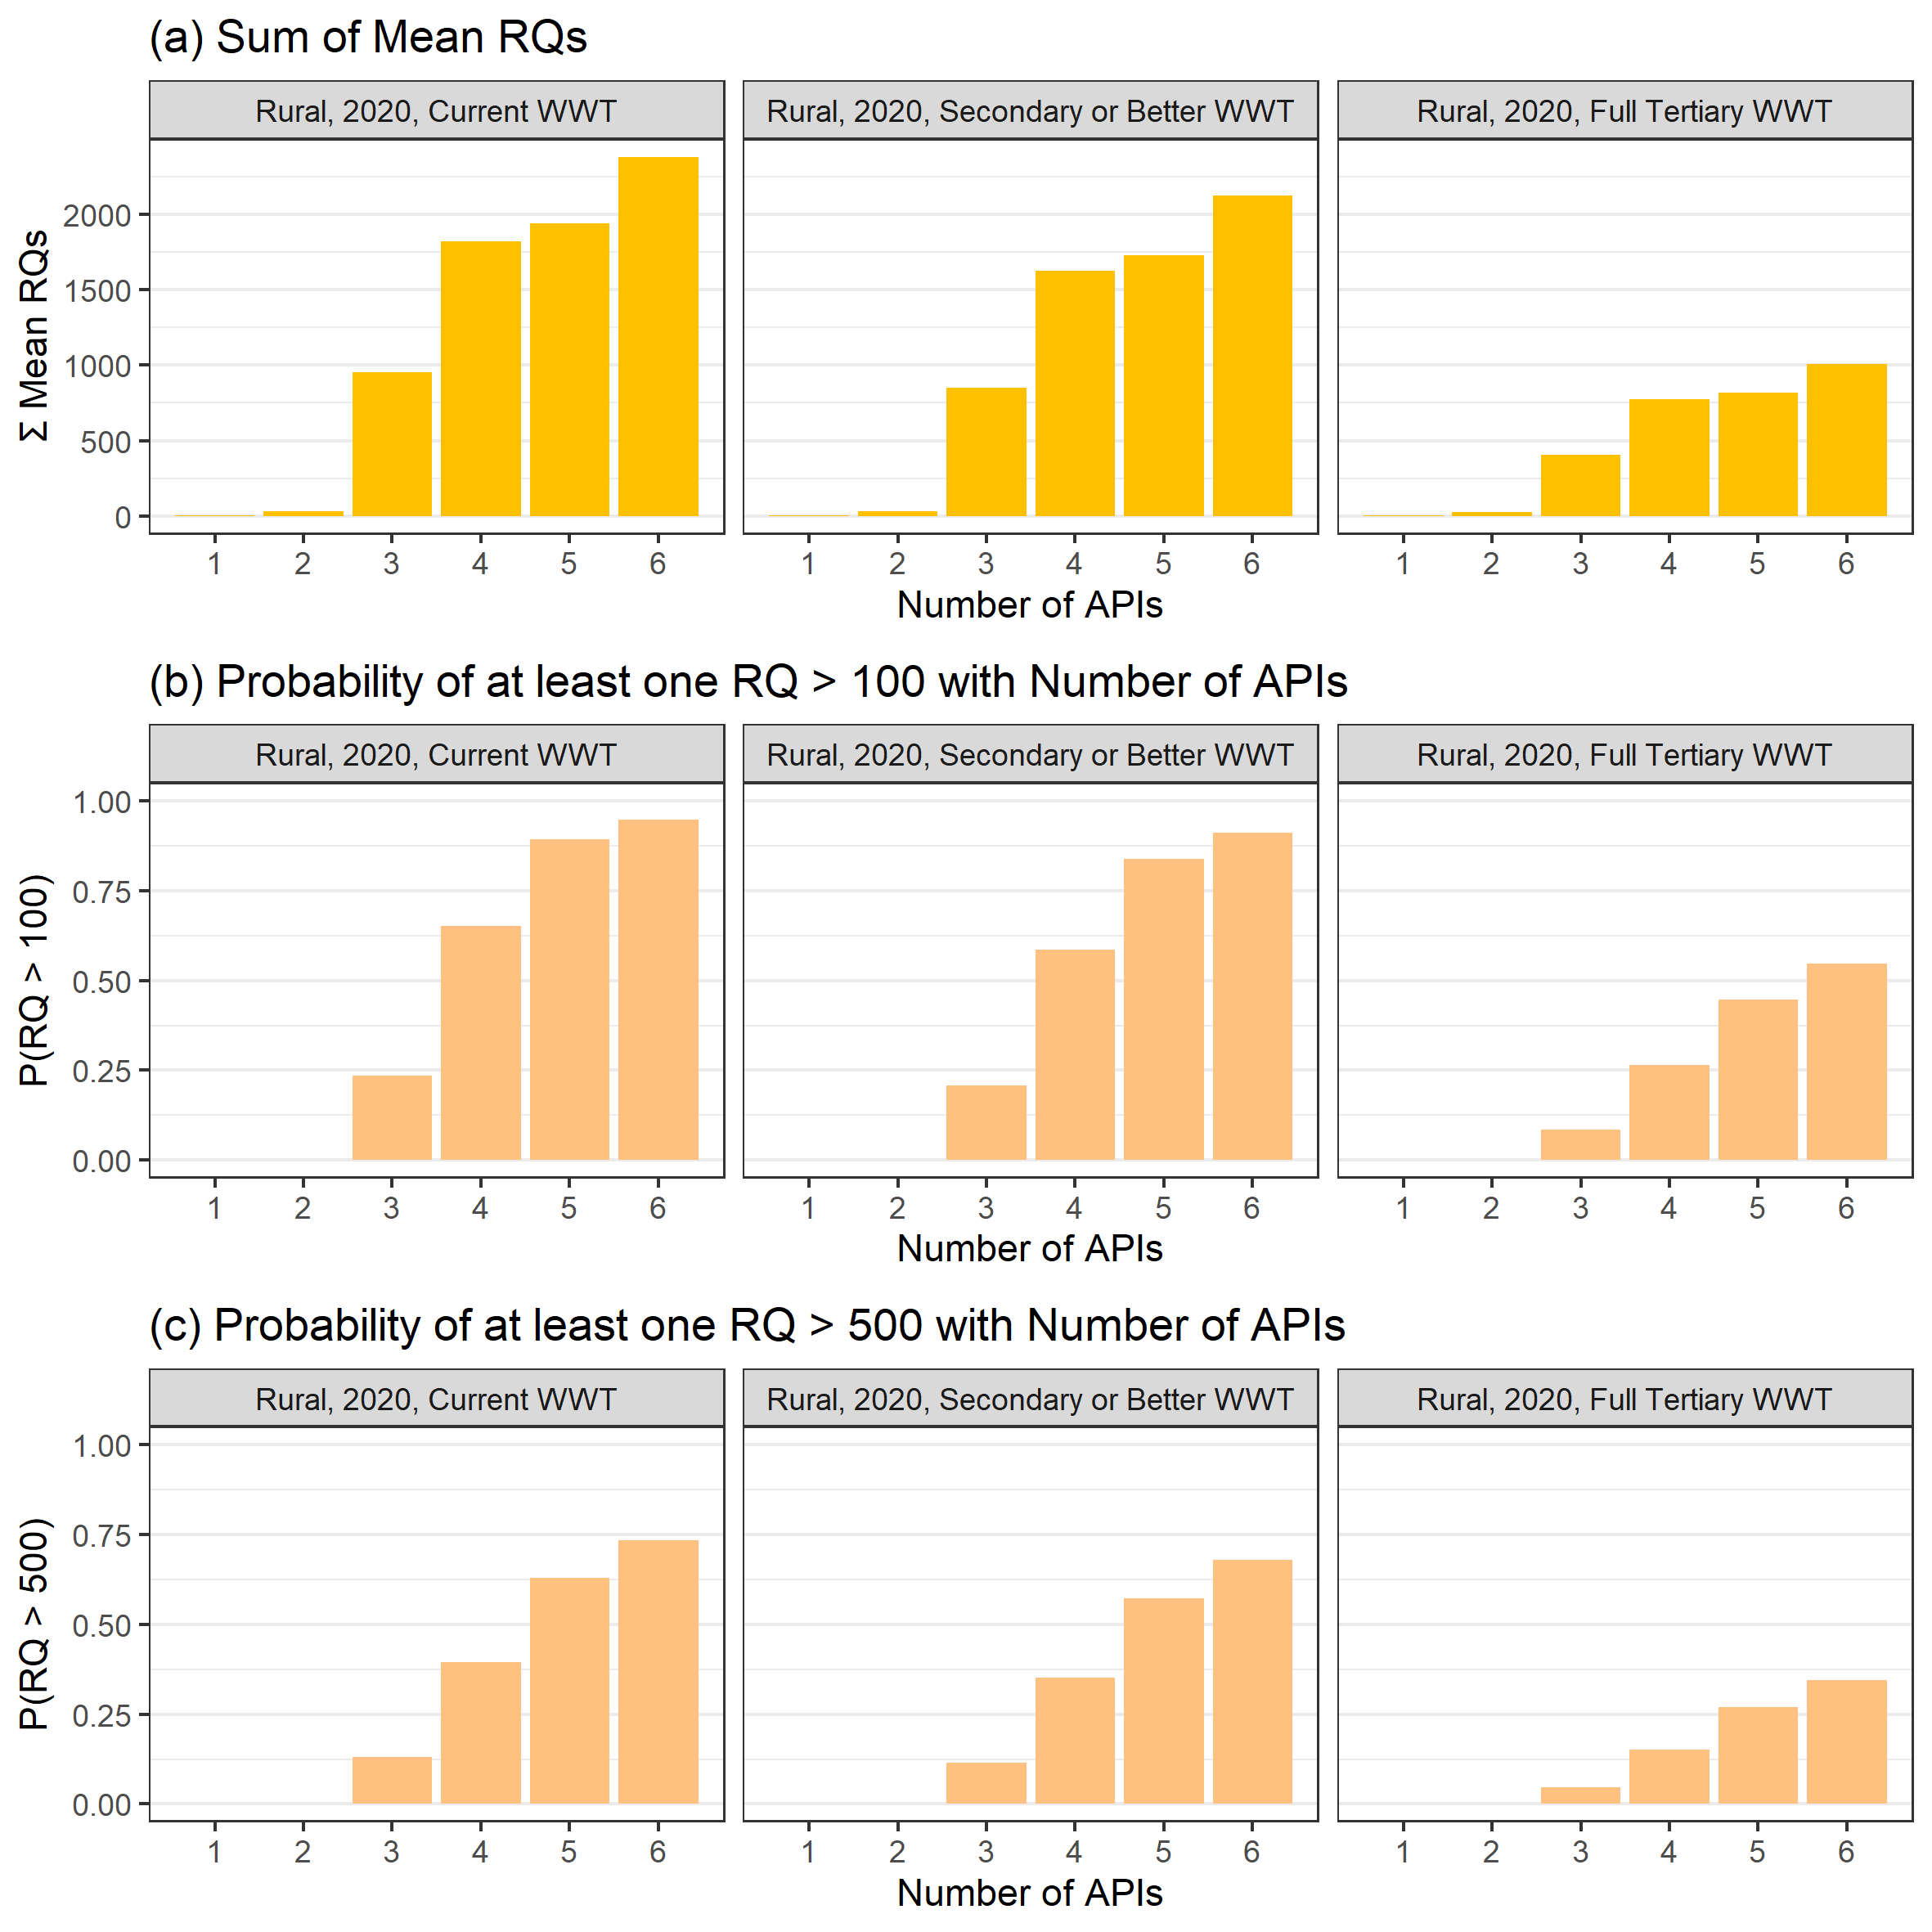 (a) Sum of Mean RQs
Rural, 2020, Current WWT
Rural, 2020, Secondary or Better WWT
Rural, 2020, Full Tertiary WWT
Σ Mean RQs
2000
1500
1000
500
0
1 2 3 4 5 6
1 2 3 4 5 6
1 2 3 4 5 6
Number of APIs
(b) Probability of at least one RQ > 100 with Number of APIs
Rural, 2020, Current WWT
Rural, 2020, Secondary or Better WWT
Rural, 2020, Full Tertiary WWT
P(RQ > 100)
1.00
0.75
0.50
0.25
0.00
1 2 3 4 5 6
1 2 3 4 5 6
1 2 3 4 5 6
Number of APIs
(c) Probability of at least one RQ > 500 with Number of APIs
Rural, 2020, Current WWT
Rural, 2020, Secondary or Better WWT
Rural, 2020, Full Tertiary WWT
P(RQ > 500)
1.00
0.75
0.50
0.25
0.00
1 2 3 4 5 6
1 2 3 4 5 6
1 2 3 4 5 6
Number of APIs